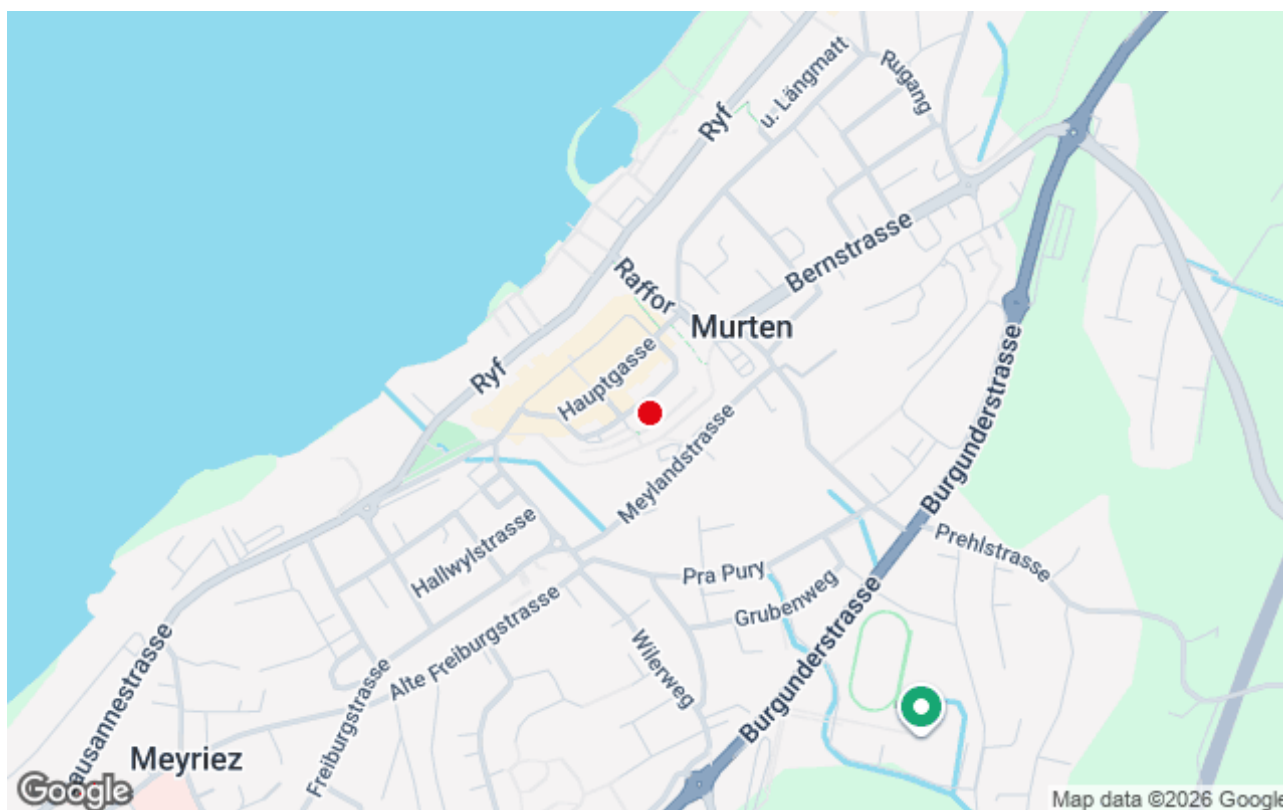 u. Längmatt
Rugang
Ryf
Raffor
Bernstrasse
Murten
Hauptgasse
Ryf
Meylandstrasse
Burgunderstrasse
Hallwylstrasse
Prehlstrasse
Pra Pury
Grubenweg
Alte Freiburgstrasse
Wilerweg
Burgunderstrasse
ausannestrasse
Freiburgstrasse
Meyriez
Google
Map data ©2026 Google